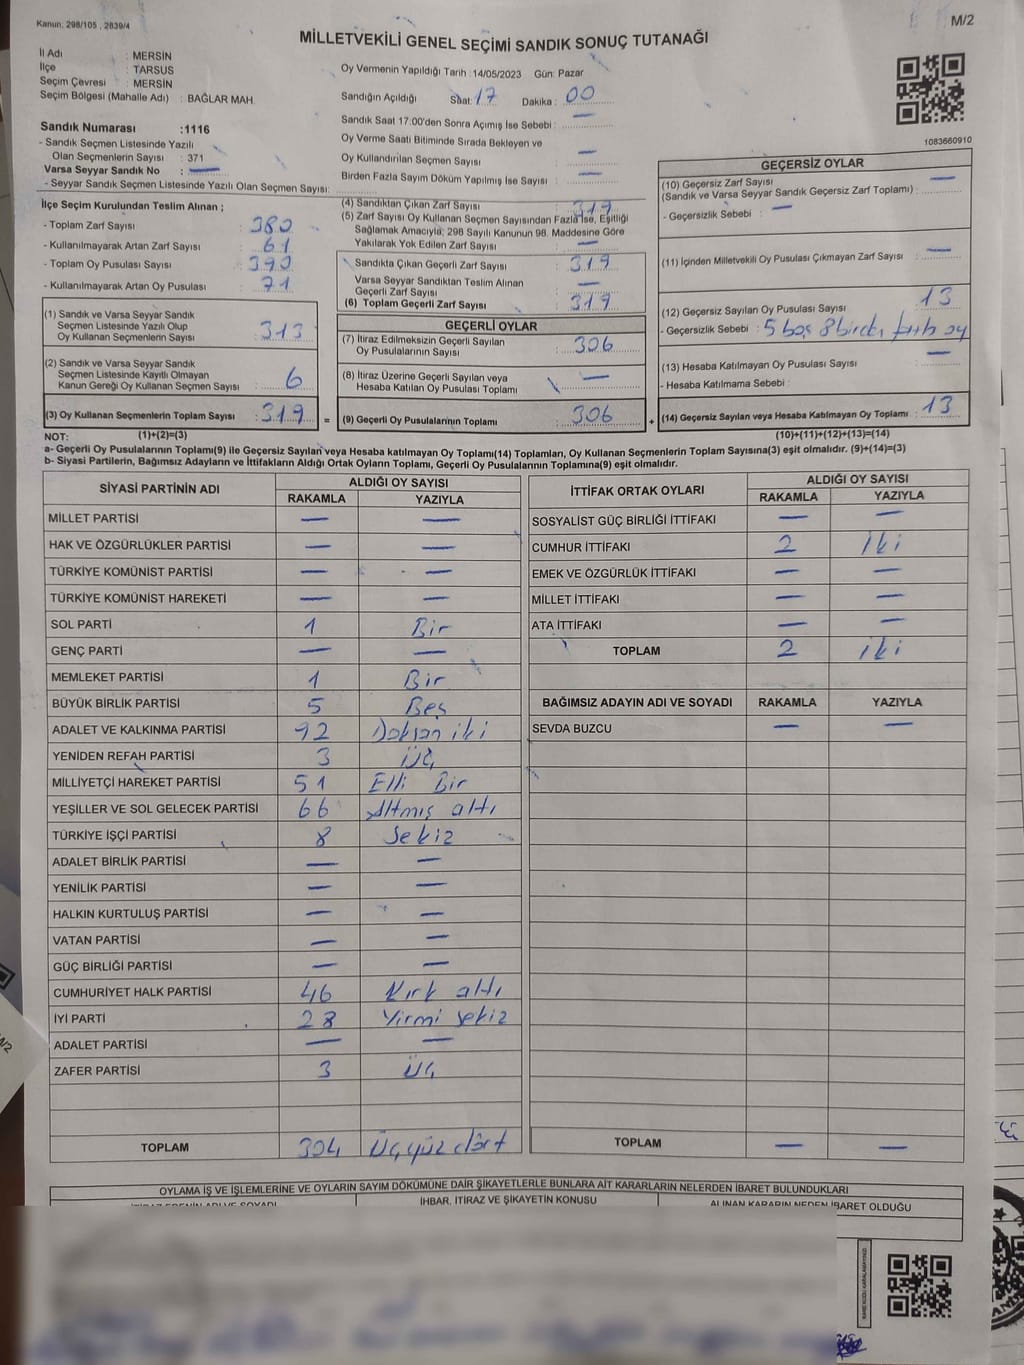 Kanun; 298/105 , 2839/4
M/2
MİLLETVEKİLİ GENEL SEÇİMİ SANDIK SONUÇ TUTANAĞI
İl Adı : MERSİN
İlçe : TARSUS
Seçim Çevresi : MERSİN
Seçim Bölgesi (Mahalle Adı) : BAĞLAR MAH.
Sandık Numarası :1116
- Sandık Seçmen Listesinde Yazılı
Olan Seçmenlerin Sayısı : 371
Varsa Seyyar Sandık No : —
- Seyyar Sandık Seçmen Listesinde Yazılı Olan Seçmen Sayısı:
Oy Vermenin Yapıldığı Tarih :14/05/2023 Gün: Pazar
Sandığın Açıldığı Saat: 17 Dakika : 00
Sandık Saat 17:00'den Sonra Açılmış İse Sebebi : —
Oy Verme Saati Bitiminde Sırada Bekleyen ve
Oy Kullandırılan Seçmen Sayısı : —
Birden Fazla Sayım Döküm Yapılmış İse Sayısı : —
1083660910
İlçe Seçim Kurulundan Teslim Alınan ;
- Toplam Zarf Sayısı : 380
- Kullanılmayarak Artan Zarf Sayısı : 61
- Toplam Oy Pusulası Sayısı : 390
- Kullanılmayarak Artan Oy Pusulası : 71
(1) Sandık ve Varsa Seyyar Sandık
Seçmen Listesinde Yazılı Olup
Oy Kullanan Seçmenlerin Sayısı : 313
(2) Sandık ve Varsa Seyyar Sandık
Seçmen Listesinde Kayıtlı Olmayan
Kanun Gereği Oy Kullanan Seçmen Sayısı : 6
(3) Oy Kullanan Seçmenlerin Toplam Sayısı : 319
(4) Sandıktan Çıkan Zarf Sayısı : 319
(5) Zarf Sayısı Oy Kullanan Seçmen Sayısından Fazla İse, Eşitliği
Sağlamak Amacıyla, 298 Sayılı Kanunun 98. Maddesine Göre
Yakılarak Yok Edilen Zarf Sayısı : —
Sandıkta Çıkan Geçerli Zarf Sayısı : 319
Varsa Seyyar Sandıktan Teslim Alınan
Geçerli Zarf Sayısı : —
(6) Toplam Geçerli Zarf Sayısı : 319
GEÇERLİ OYLAR
(7) İtiraz Edilmeksizin Geçerli Sayılan
Oy Pusulalarının Sayısı : 306
(8) İtiraz Üzerine Geçerli Sayılan veya
Hesaba Katılan Oy Pusulası Toplamı : —
= (9) Geçerli Oy Pusulalarının Toplamı : 306
GEÇERSİZ OYLAR
(10) Geçersiz Zarf Sayısı
(Sandık ve Varsa Seyyar Sandık Geçersiz Zarf Toplamı) : —
- Geçersizlik Sebebi : —
(11) İçinden Milletvekili Oy Pusulası Çıkmayan Zarf Sayısı : —
(12) Geçersiz Sayılan Oy Pusulası Sayısı : 13
- Geçersizlik Sebebi : 5 boş 8 birden fazla oy
(13) Hesaba Katılmayan Oy Pusulası Sayısı : —
- Hesaba Katılmama Sebebi :
+ (14) Geçersiz Sayılan veya Hesaba Katılmayan Oy Toplamı : 13
NOT: (1)+(2)=(3) (10)+(11)+(12)+(13)=(14)
a- Geçerli Oy Pusulalarının Toplamı(9) ile Geçersiz Sayılan veya Hesaba katılmayan Oy Toplamı(14) Toplamları, Oy Kullanan Seçmenlerin Toplam Sayısına(3) eşit olmalıdır. (9)+(14)=(3)
b- Siyasi Partilerin, Bağımsız Adayların ve İttifakların Aldığı Ortak Oyların Toplamı, Geçerli Oy Pusulalarının Toplamına(9) eşit olmalıdır.
SİYASİ PARTİNİN ADI ALDIĞI OY SAYISI
RAKAMLA YAZIYLA
MİLLET PARTİSİ — —
HAK VE ÖZGÜRLÜKLER PARTİSİ — —
TÜRKİYE KOMÜNİST PARTİSİ — —
TÜRKİYE KOMÜNİST HAREKETİ — —
SOL PARTİ 1 Bir
GENÇ PARTİ — —
MEMLEKET PARTİSİ 1 Bir
BÜYÜK BİRLİK PARTİSİ 5 Beş
ADALET VE KALKINMA PARTİSİ 92 Doksan iki
YENİDEN REFAH PARTİSİ 3 Üç
MİLLİYETÇİ HAREKET PARTİSİ 51 Elli Bir
YEŞİLLER VE SOL GELECEK PARTİSİ 66 Altmış altı
TÜRKİYE İŞÇİ PARTİSİ 8 Sekiz
ADALET BİRLİK PARTİSİ — —
YENİLİK PARTİSİ — —
HALKIN KURTULUŞ PARTİSİ — —
VATAN PARTİSİ — —
GÜÇ BİRLİĞİ PARTİSİ — —
CUMHURİYET HALK PARTİSİ 46 Kırk altı
İYİ PARTİ 28 Yirmi sekiz
ADALET PARTİSİ — —
ZAFER PARTİSİ 3 Üç
TOPLAM 304 Üçyüz dört
İTTİFAK ORTAK OYLARI ALDIĞI OY SAYISI
RAKAMLA YAZIYLA
SOSYALİST GÜÇ BİRLİĞİ İTTİFAKI — —
CUMHUR İTTİFAKI 2 İki
EMEK VE ÖZGÜRLÜK İTTİFAKI — —
MİLLET İTTİFAKI — —
ATA İTTİFAKI — —
TOPLAM 2 iki
BAĞIMSIZ ADAYIN ADI VE SOYADI RAKAMLA YAZIYLA
SEVDA BUZCU — —
TOPLAM — —
OYLAMA İŞ VE İŞLEMLERİNE VE OYLARIN SAYIM DÖKÜMÜNE DAİR ŞİKAYETLERLE BUNLARA AİT KARARLARIN NELERDEN İBARET BULUNDUKLARI
İHBAR, İTİRAZ VE ŞİKAYETİN KONUSU
ALINAN KARARIN NEDEN İBARET OLDUĞU